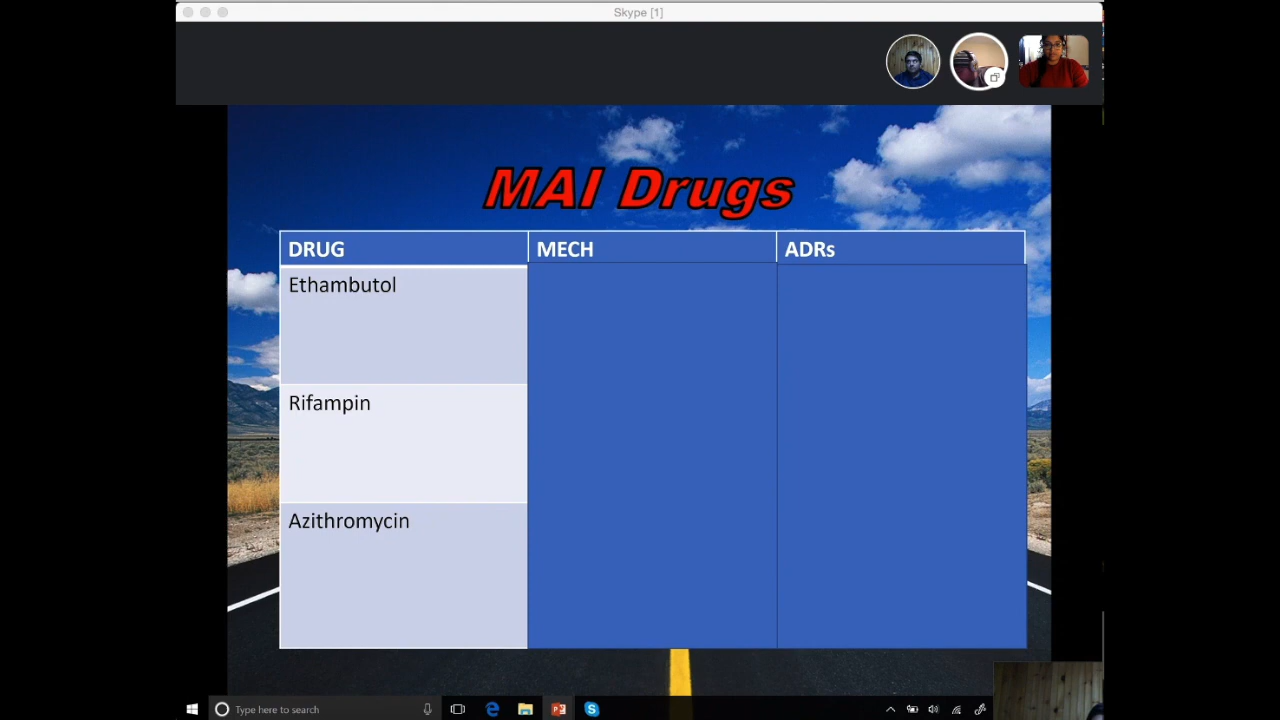 Skype [1]
MAI Drugs
DRUG MECH ADRs
Ethambutol
Rifampin
Azithromycin
Type here to search